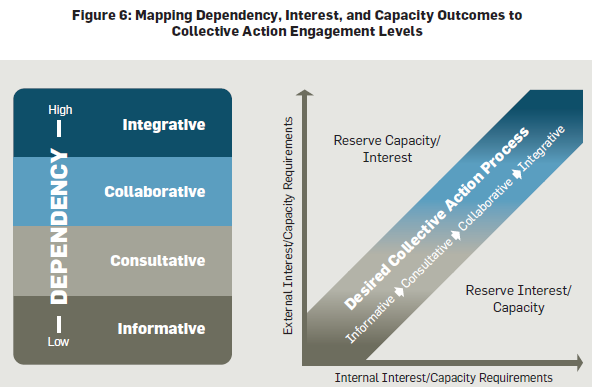 Figure 6: Mapping Dependency, Interest, and Capacity Outcomes to
Collective Action Engagement Levels
High
DEPENDENCY
Low
Integrative
Collaborative
Consultative
Informative
External Interest/Capacity Requirements
Reserve Capacity/
Interest
Desired Collective Action Process
Informative Consultative Collaborative Integrative
Reserve Interest/
Capacity
Internal Interest/Capacity Requirements